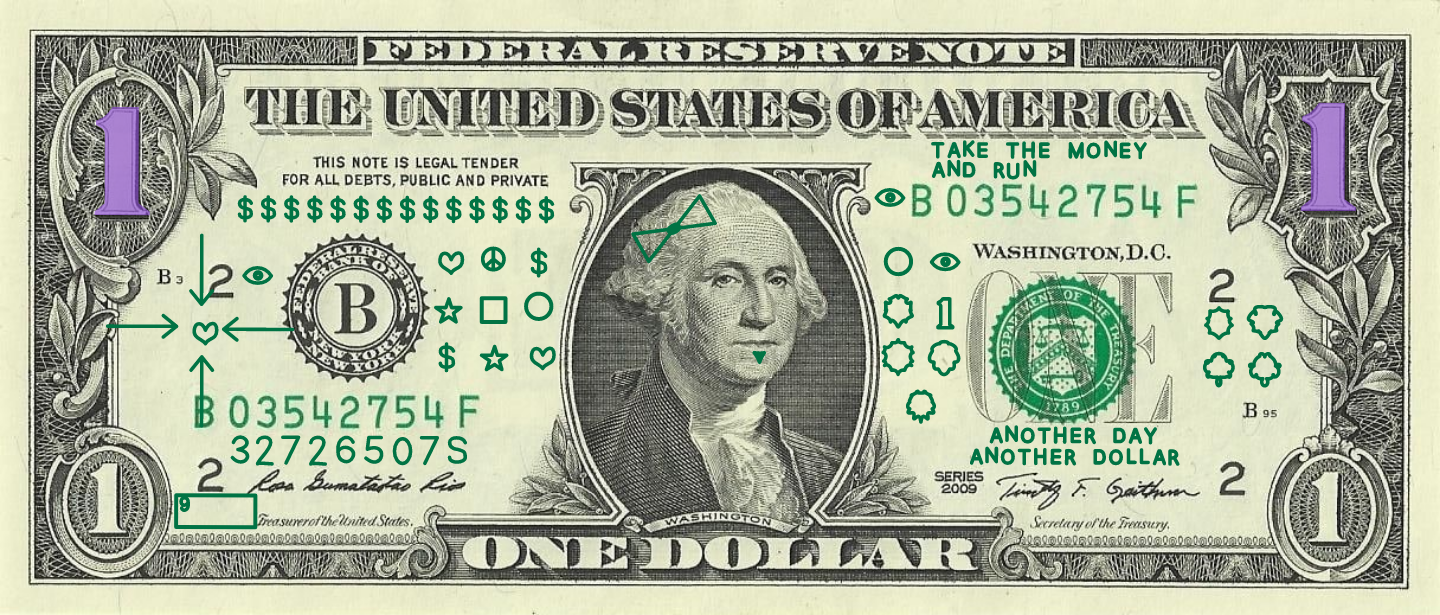 FEDERAL RESERVE NOTE
THE UNITED STATES OF AMERICA
1
1
THIS NOTE IS LEGAL TENDER
FOR ALL DEBTS, PUBLIC AND PRIVATE
$$$$$$$$$$$$$$
TAKE THE MONEY
AND RUN
B 03542754 F
WASHINGTON, D.C.
B 3
2
FEDERAL RESERVE
BANK OF
B
NEW YORK
NEW YORK
$
$
1
ONE
THE DEPARTMENT OF THE TREASURY
1789
2
B 95
B 03542754 F
32726507S
ANOTHER DAY
ANOTHER DOLLAR
2
9
Rosa Gumataotao Rios
Treasurer of the United States.
SERIES
2009
Timothy F. Geithner
Secretary of the Treasury.
2
1
WASHINGTON
1
ONE DOLLAR